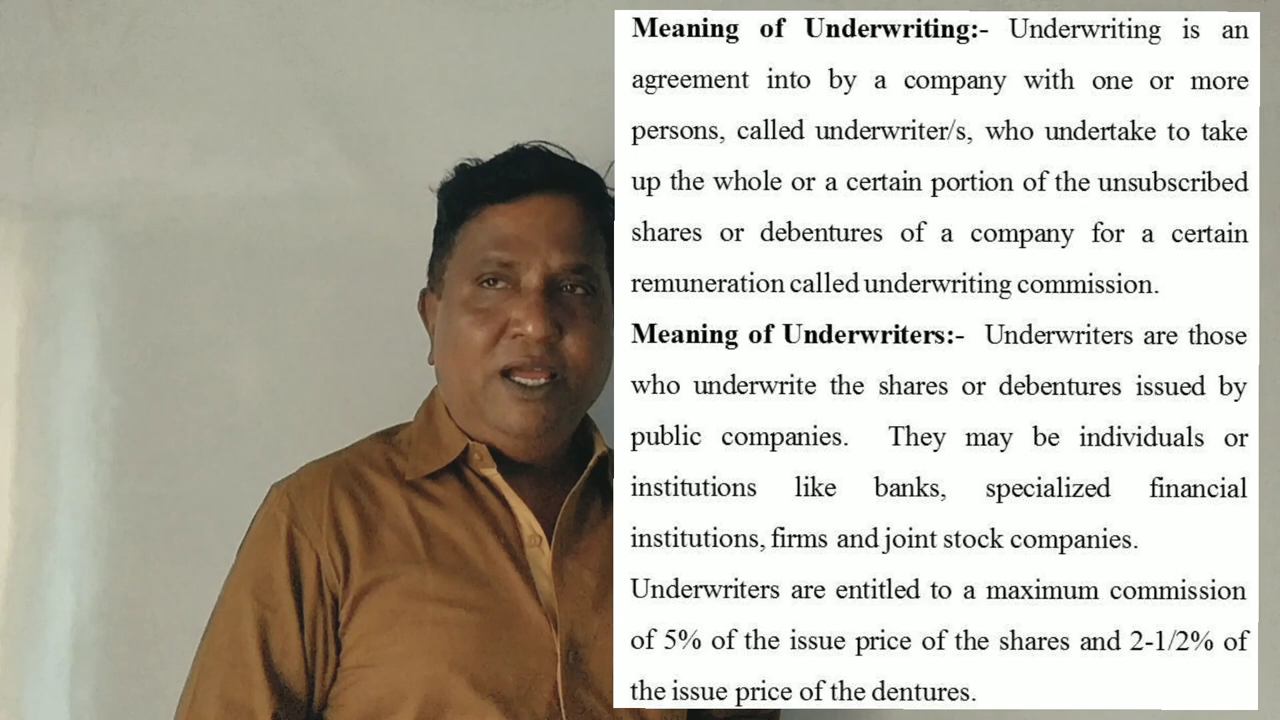 Meaning of Underwriting:- Underwriting is an
agreement into by a company with one or more
persons, called underwriter/s, who undertake to take
up the whole or a certain portion of the unsubscribed
shares or debentures of a company for a certain
remuneration called underwriting commission.
Meaning of Underwriters:- Underwriters are those
who underwrite the shares or debentures issued by
public companies. They may be individuals or
institutions like banks, specialized financial
institutions, firms and joint stock companies.
Underwriters are entitled to a maximum commission
of 5% of the issue price of the shares and 2-1/2% of
the issue price of the dentures.